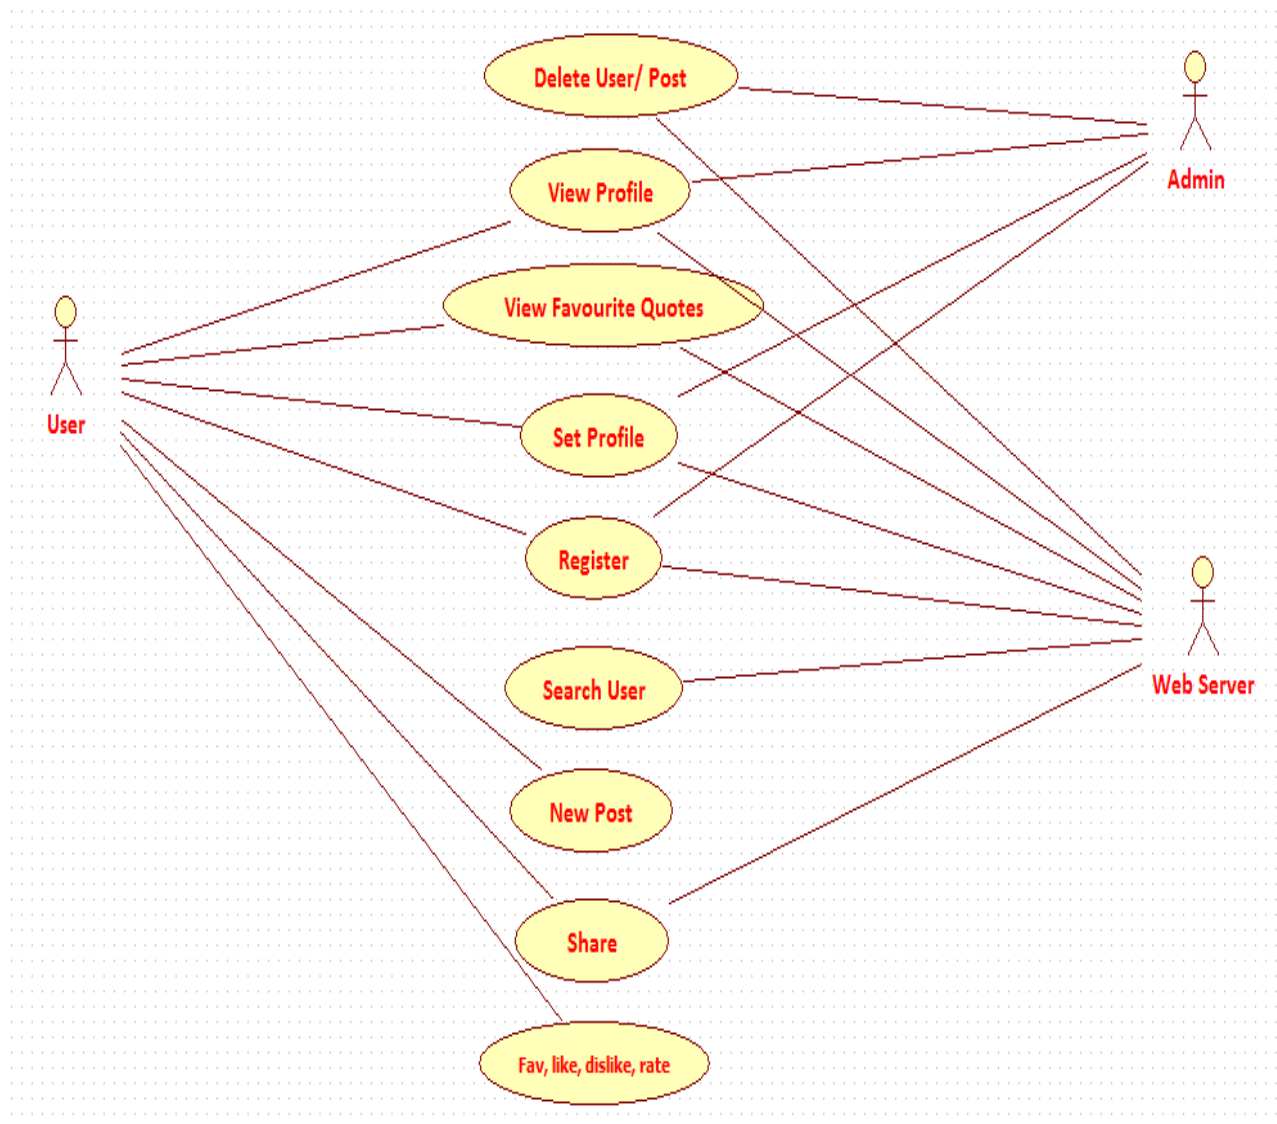 Delete User/ Post
Admin
View Profile
View Favourite Quotes
User
Set Profile
Register
Web Server
Search User
New Post
Share
Fav, like, dislike, rate